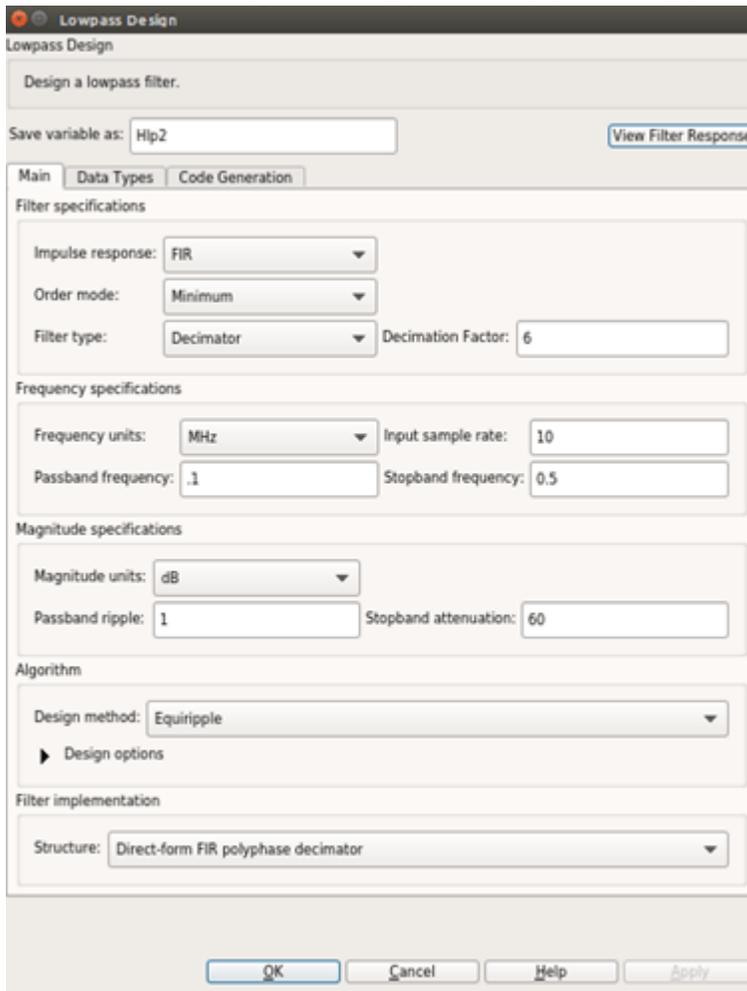 Lowpass Design
Lowpass Design
Design a lowpass filter.
Save variable as: Hlp2 View Filter Response
Main Data Types Code Generation
Filter specifications
Impulse response: FIR
Order mode: Minimum
Filter type: Decimator Decimation Factor: 6
Frequency specifications
Frequency units: MHz Input sample rate: 10
Passband frequency: .1 Stopband frequency: 0.5
Magnitude specifications
Magnitude units: dB
Passband ripple: 1 Stopband attenuation: 60
Algorithm
Design method: Equiripple
Design options
Filter implementation
Structure: Direct-form FIR polyphase decimator
OK Cancel Help Apply